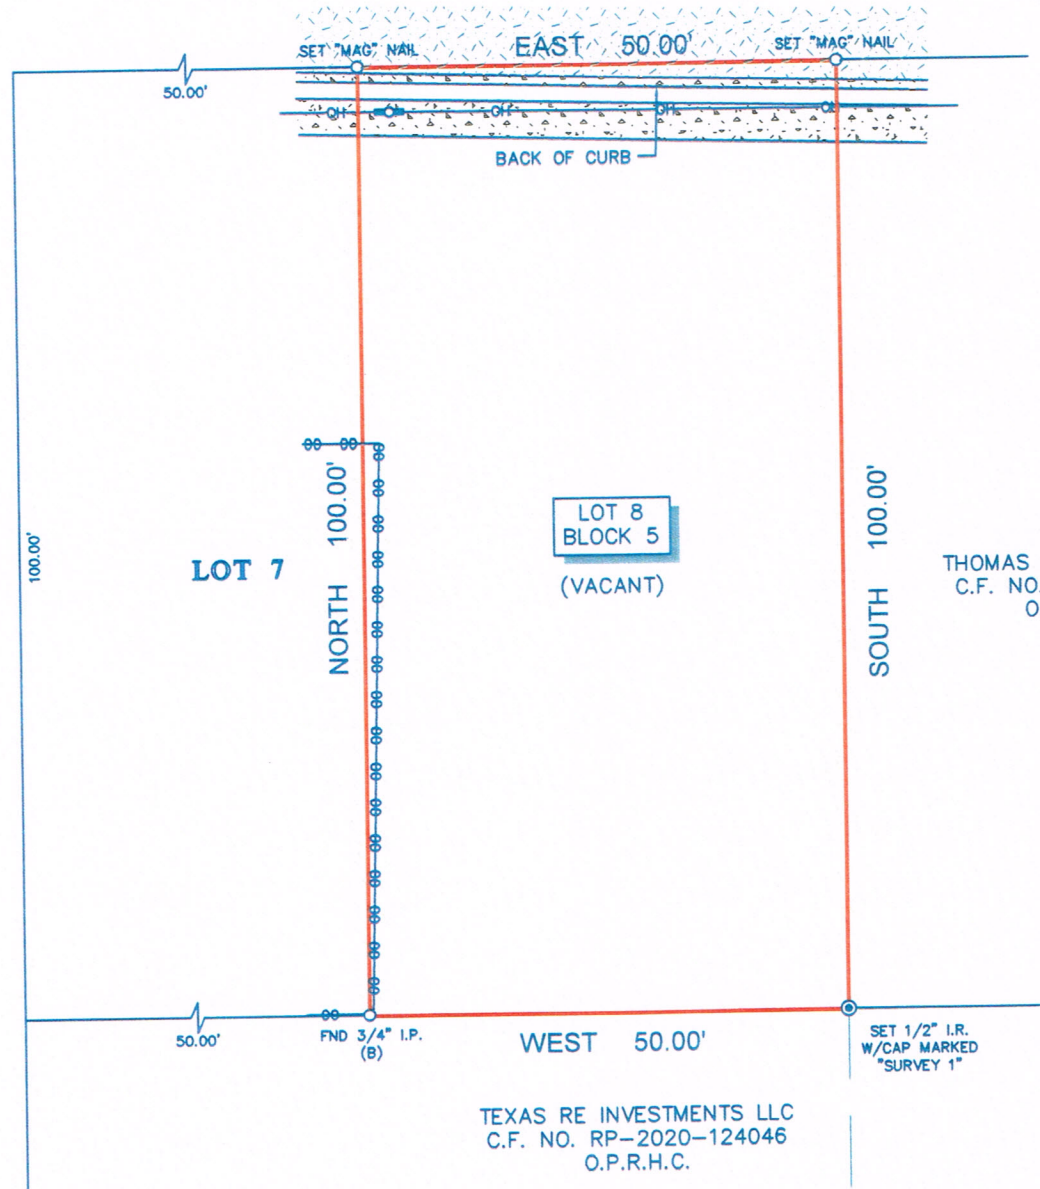 SET "MAG" NAIL
EAST 50.00'
SET "MAG" NAIL
50.00'
OH
OH
OH
BACK OF CURB
NORTH 100.00'
LOT 8
BLOCK 5
(VACANT)
SOUTH 100.00'
100.00'
LOT 7
THOMAS
C.F. NO.
O
50.00'
FND 3/4" I.P.
(B)
WEST 50.00'
SET 1/2" I.R.
W/CAP MARKED
"SURVEY 1"
TEXAS RE INVESTMENTS LLC
C.F. NO. RP-2020-124046
O.P.R.H.C.